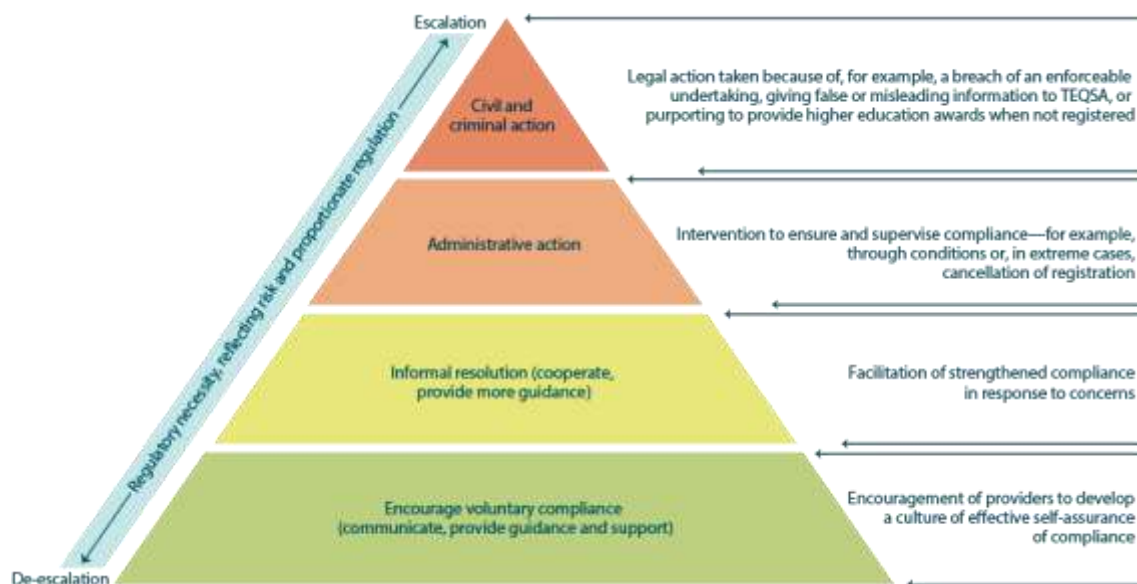 Escalation
Legal action taken because of, for example, a breach of an enforceable
undertaking, giving false or misleading information to TEQSA, or
purporting to provide higher education awards when not registered
Civil and
criminal action
Regulatory necessity, reflecting risk and proportionate regulation
Administrative action
Intervention to ensure and supervise compliance—for example,
through conditions or, in extreme cases,
cancellation of registration
Informal resolution (cooperate,
provide more guidance)
Facilitation of strengthened compliance
in response to concerns
Encourage voluntary compliance
(communicate, provide guidance and support)
Encouragement of providers to develop
a culture of effective self-assurance
of compliance
De-escalation